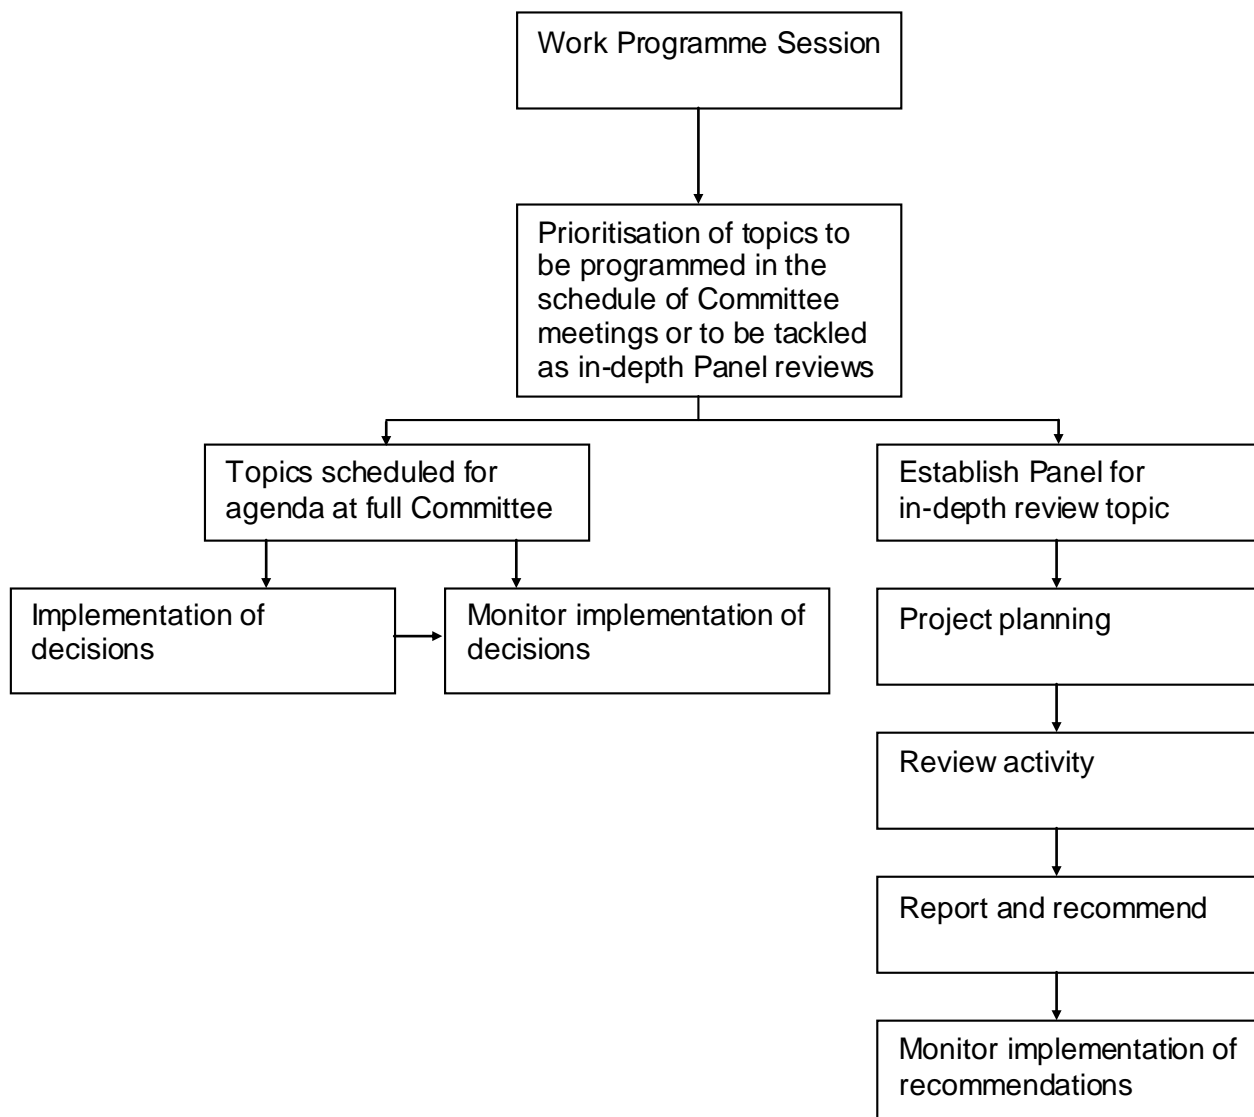 Work Programme Session
Prioritisation of topics to
be programmed in the
schedule of Committee
meetings or to be tackled
as in-depth Panel reviews
Topics scheduled for
agenda at full Committee
Establish Panel for
in-depth review topic
Implementation of
decisions
Monitor implementation of
decisions
Project planning
Review activity
Report and recommend
Monitor implementation of
recommendations